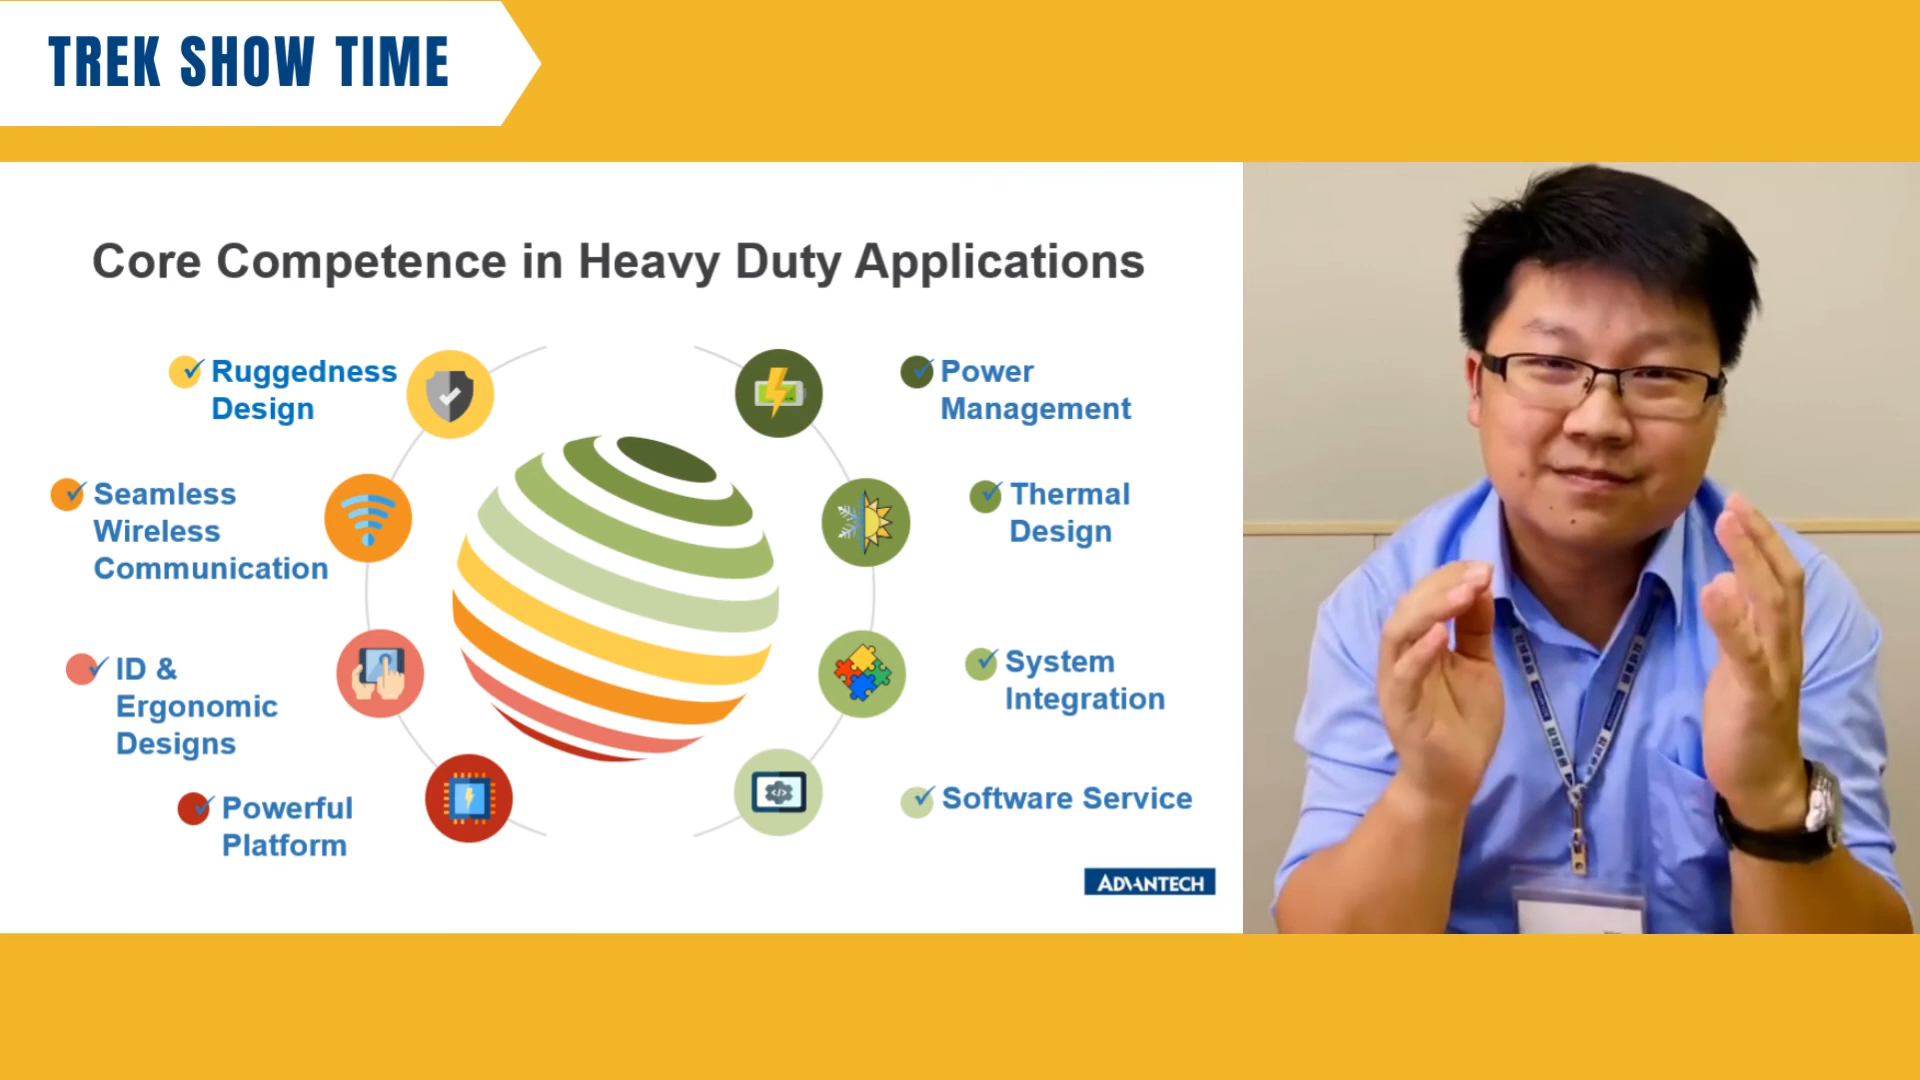 TREK SHOW TIME
Core Competence in Heavy Duty Applications
Ruggedness
Design
Seamless
Wireless
Communication
ID &
Ergonomic
Designs
Powerful
Platform
Power
Management
Thermal
Design
System
Integration
Software Service
ADVANTECH